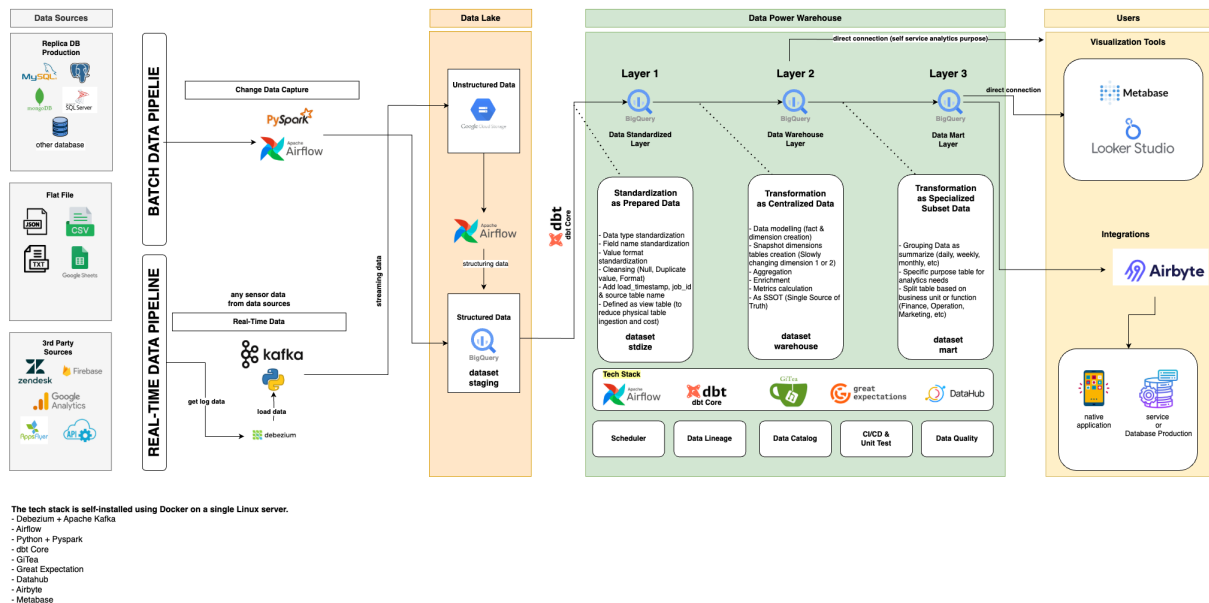 Data Sources
Replica DB
Production
MySQL
mongoDB
SQL Server
other database
Flat File
JSON
CSV
TXT
Google Sheets
3rd Party
Sources
zendesk
Firebase
Google
Analytics
AppsFlyer
API
BATCH DATA PIPELIE
REAL-TIME DATA PIPELINE
Change Data Capture
PySpark
Apache
Airflow
any sensor data
from data sources
Real-Time Data
kafka
get log data
load data
debezium
streaming data
Data Lake
Unstructured Data
Google Cloud Storage
Apache
Airflow
structuring data
Structured Data
BigQuery
dataset
staging
dbt
dbt Core
Data Power Warehouse
direct connection (self service analytics purpose)
Layer 1
BigQuery
Data Standardized
Layer
Layer 2
BigQuery
Data Warehouse
Layer
Layer 3
BigQuery
Data Mart
Layer
direct connection
Standardization
as Prepared Data
- Data type standardization
- Field name standardization
- Value format
standardization
- Cleansing (Null, Duplicate
value, Format)
- Add load_timestamp, job_id
& source table name
- Defined as view table (to
reduce physical table
ingestion and cost)
dataset
stdize
Transformation
as Centralized Data
- Data modelling (fact &
dimension creation)
- Snapshot dimensions
tables creation (Slowly
changing dimension 1 or 2)
- Aggregation
- Enrichment
- Metrics calculation
- As SSOT (Single Source of
Truth)
dataset
warehouse
Transformation
as Specialized
Subset Data
- Grouping Data as
summarize (daily, weekly,
monthly, etc)
- Specific purpose table for
analytics needs
- Split table based on
business unit or function
(Finance, Operation,
Marketing, etc)
dataset
mart
Tech Stack
Apache
Airflow
dbt
dbt Core
GiTea
great
expectations
DataHub
Scheduler
Data Lineage
Data Catalog
CI/CD &
Unit Test
Data Quality
Users
Visualization Tools
Metabase
Looker Studio
Integrations
Airbyte
native
application
service
or
Database Production
The tech stack is self-installed using Docker on a single Linux server.
- Debezium + Apache Kafka
- Airflow
- Python + Pyspark
- dbt Core
- GiTea
- Great Expectation
- Datahub
- Airbyte
- Metabase